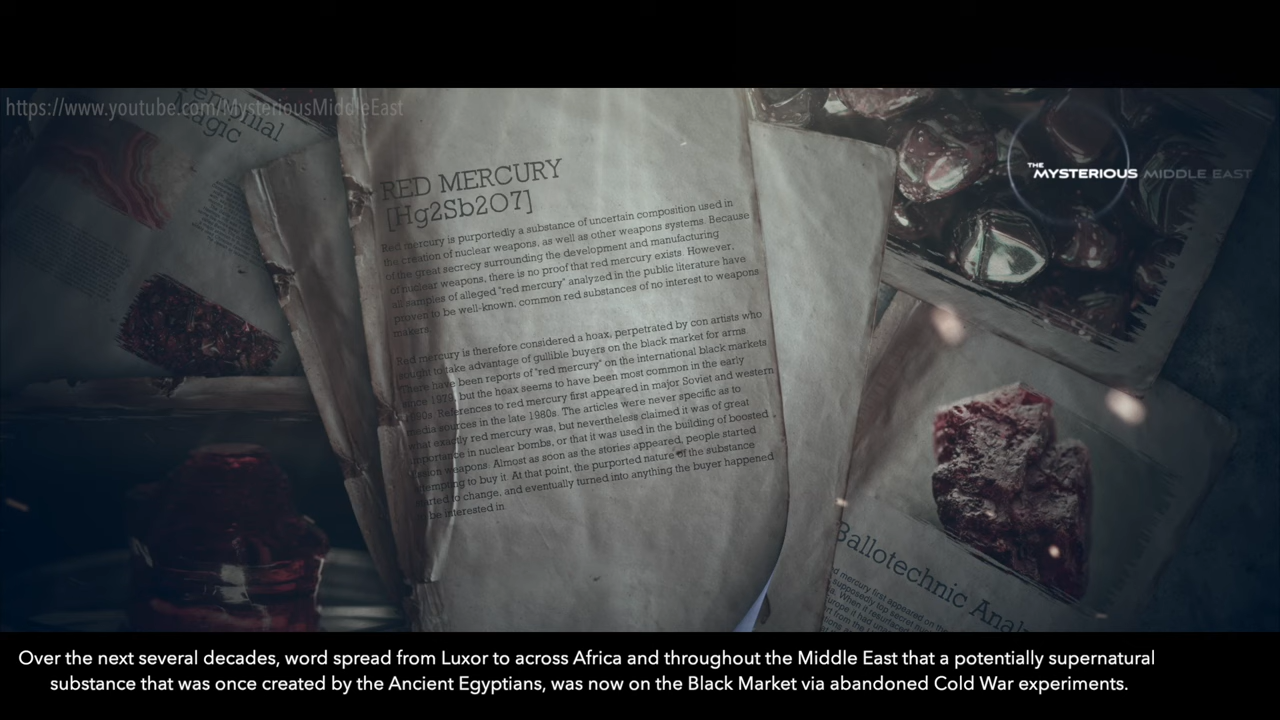 https://www.youtube.com/MysteriousMiddleEast
THE
MYSTERIOUS MIDDLE EAST
RED MERCURY
[Hg2Sb2O7]
Red mercury is purportedly a substance of uncertain composition used in
the creation of nuclear weapons, as well as other weapons systems. Because
of the great secrecy surrounding the development and manufacturing
of nuclear weapons, there is no proof that red mercury exists. However,
all samples of alleged "red mercury" analyzed in the public literature have
proven to be well-known, common red substances of no interest to weapons
makers.
Red mercury is therefore considered a hoax, perpetrated by con artists who
sought to take advantage of gullible buyers on the black market for arms
There have been reports of "red mercury" on the international black markets
since 1979, but the hoax seems to have been most common in the early
References to red mercury first appeared in major Soviet and western
media sources in the late 1980s. The articles were never specific as to
what exactly red mercury was, but nevertheless claimed it was of great
importance in nuclear bombs, or that it was used in the building of boosted
fission weapons. Almost as soon as the stories appeared, people started
attempting to buy it. At that point, the purported nature of the substance
started to change, and eventually turned into anything the buyer happened
to be interested in
Ballotechnic
Over the next several decades, word spread from Luxor to across Africa and throughout the Middle East that a potentially supernatural
substance that was once created by the Ancient Egyptians, was now on the Black Market via abandoned Cold War experiments.